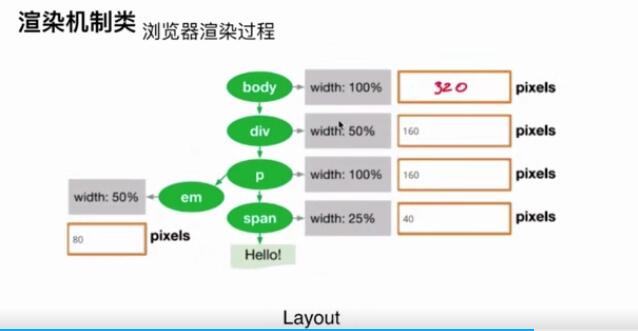 渲染机制类 浏览器渲染过程
body width: 100% 320 pixels
div width: 50% 160 pixels
p width: 100% 160 pixels
width: 50% em
span width: 25% 40 pixels
80 pixels
Hello!
Layout